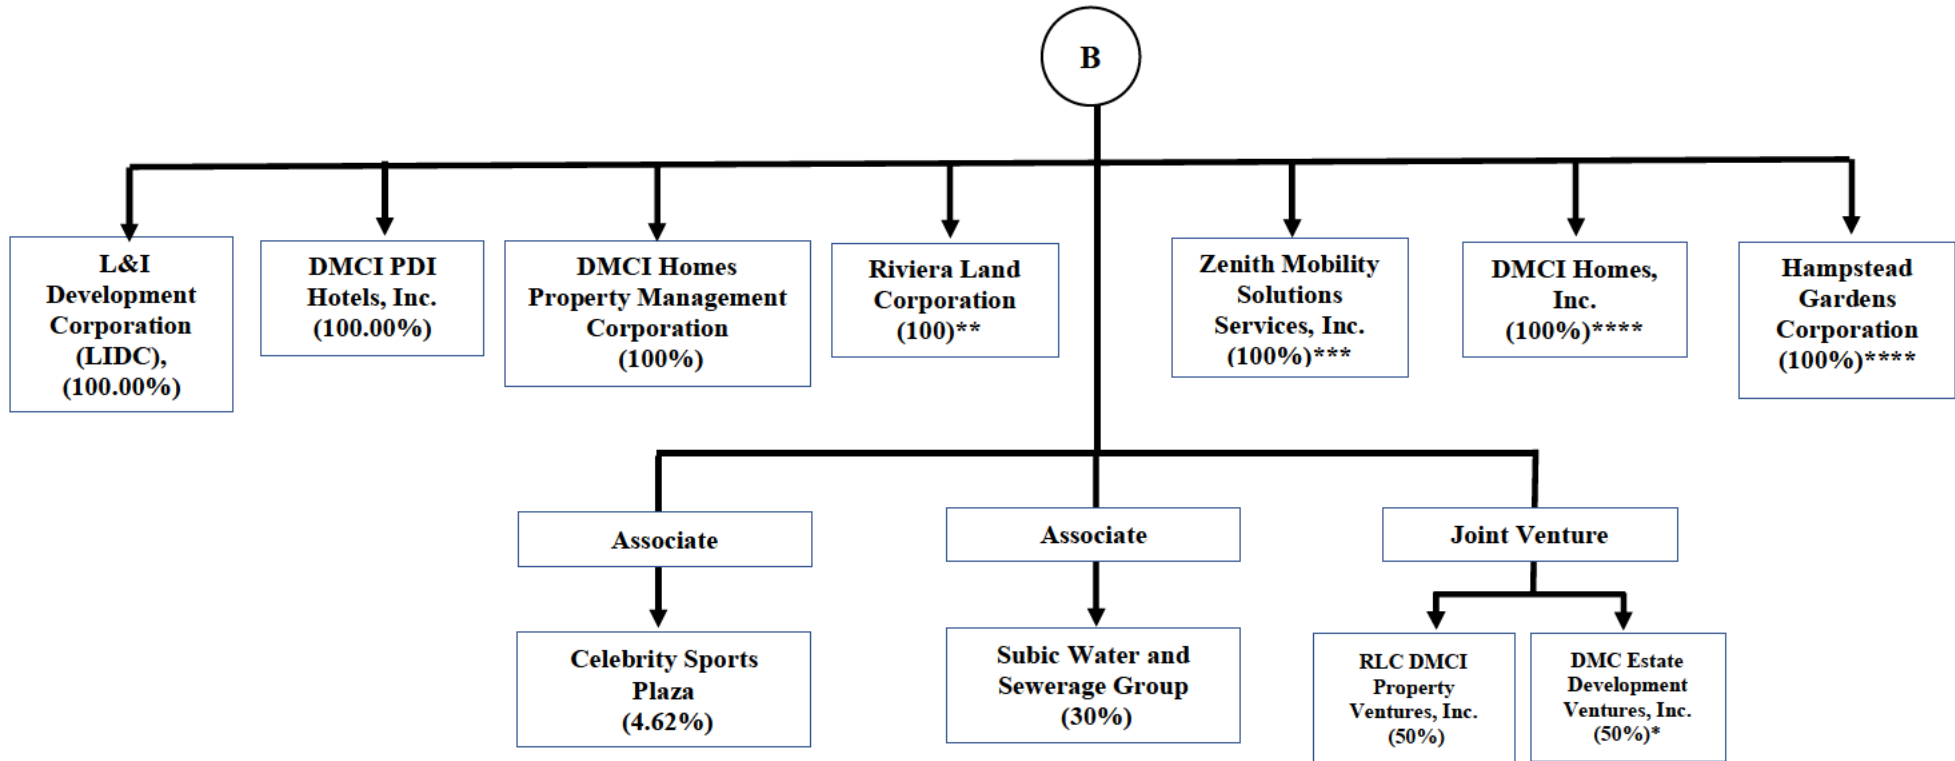 B
L&I
Development
Corporation
(LIDC),
(100.00%)
DMCI PDI
Hotels, Inc.
(100.00%)
DMCI Homes
Property Management
Corporation
(100%)
Riviera Land
Corporation
(100)**
Zenith Mobility
Solutions
Services, Inc.
(100%)***
DMCI Homes,
Inc.
(100%)****
Hampstead
Gardens
Corporation
(100%)****
Associate
Associate
Joint Venture
Celebrity Sports
Plaza
(4.62%)
Subic Water and
Sewerage Group
(30%)
RLC DMCI
Property
Ventures, Inc.
(50%)
DMC Estate
Development
Ventures, Inc.
(50%)*